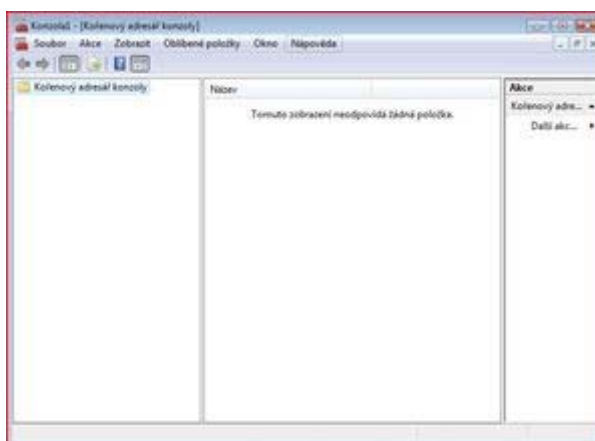 Konzola1 - [Kořenový adresář konzoly]
Soubor Akce Zobrazit Oblíbené položky Okno Nápověda
Kořenový adresář konzoly
Název
Tomuto zobrazení neodpovídá žádná položka.
Akce
Kořenový adre...
Další akc...